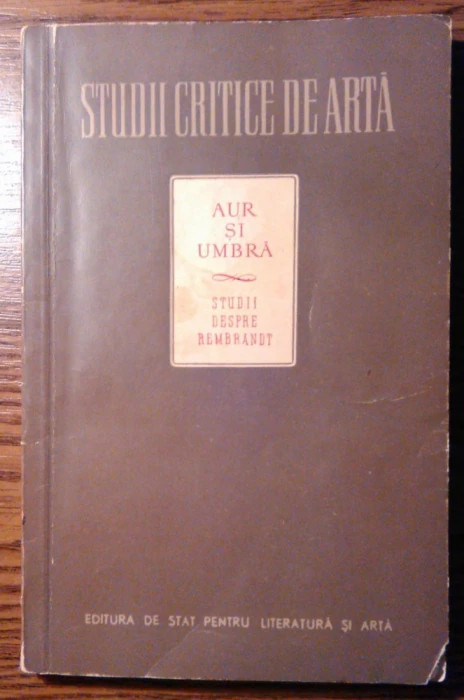 STUDII CRITICE DE ARTĂ
AUR
ȘI
UMBRĂ
STUDII
DESPRE
REMBRANDT
EDITURA DE STAT PENTRU LITERATURĂ ȘI ARTĂ